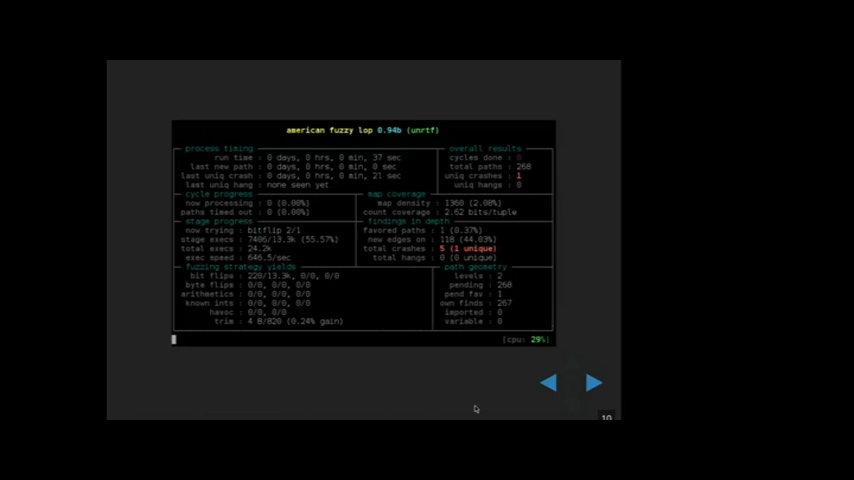 american fuzzy lop 0.94b (unrtf)
process timing
run time : 0 days, 0 hrs, 0 min, 37 sec
last new path : 0 days, 0 hrs, 0 min, 0 sec
last uniq crash : 0 days, 0 hrs, 0 min, 21 sec
last uniq hang : none seen yet
overall results
cycles done : 0
total paths : 268
uniq crashes : 1
uniq hangs : 0
cycle progress
now processing : 0 (0.00%)
paths timed out : 0 (0.00%)
map coverage
map density : 1360 (2.08%)
count coverage : 2.62 bits/tuple
stage progress
now trying : bitflip 2/1
stage execs : 7406/13.3k (55.57%)
total execs : 24.2k
exec speed : 646.5/sec
findings in depth
favored paths : 1 (0.37%)
new edges on : 118 (44.03%)
total crashes : 5 (1 unique)
total hangs : 0 (0 unique)
fuzzing strategy yields
bit flips : 220/13.3k, 0/0, 0/0
byte flips : 0/0, 0/0, 0/0
arithmetics : 0/0, 0/0, 0/0
known ints : 0/0, 0/0, 0/0
havoc : 0/0, 0/0
trim : 4 B/820 (0.24% gain)
path geometry
levels : 2
pending : 268
pend fav : 1
own finds : 267
imported : 0
variable : 0
[cpu: 29%]
10